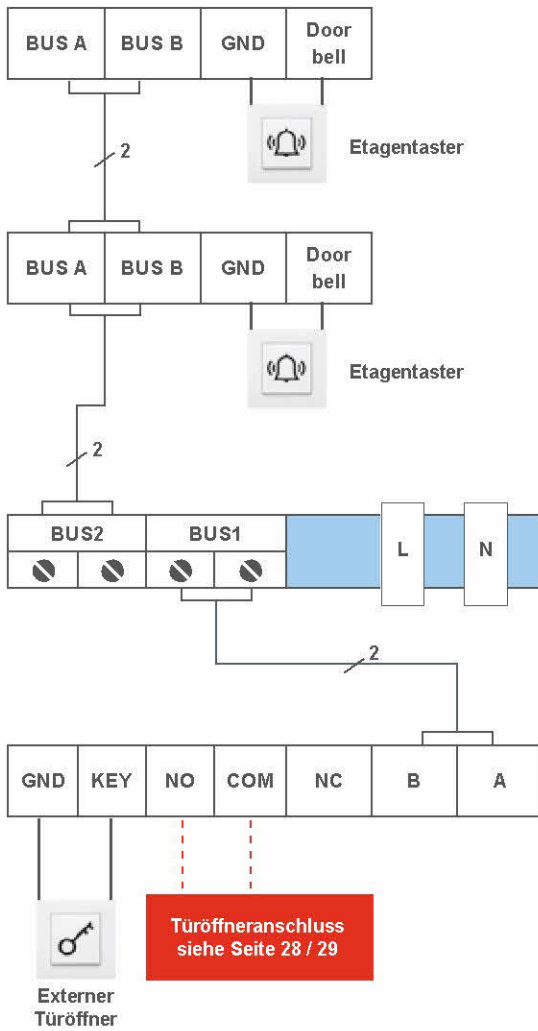 BUS A BUS B GND Door bell
Etagentaster
2
BUS A BUS B GND Door bell
Etagentaster
2
BUS2 BUS1 L N
2
GND KEY NO COM NC B A
Türöffneranschluss
siehe Seite 28 / 29
Externer
Türöffner